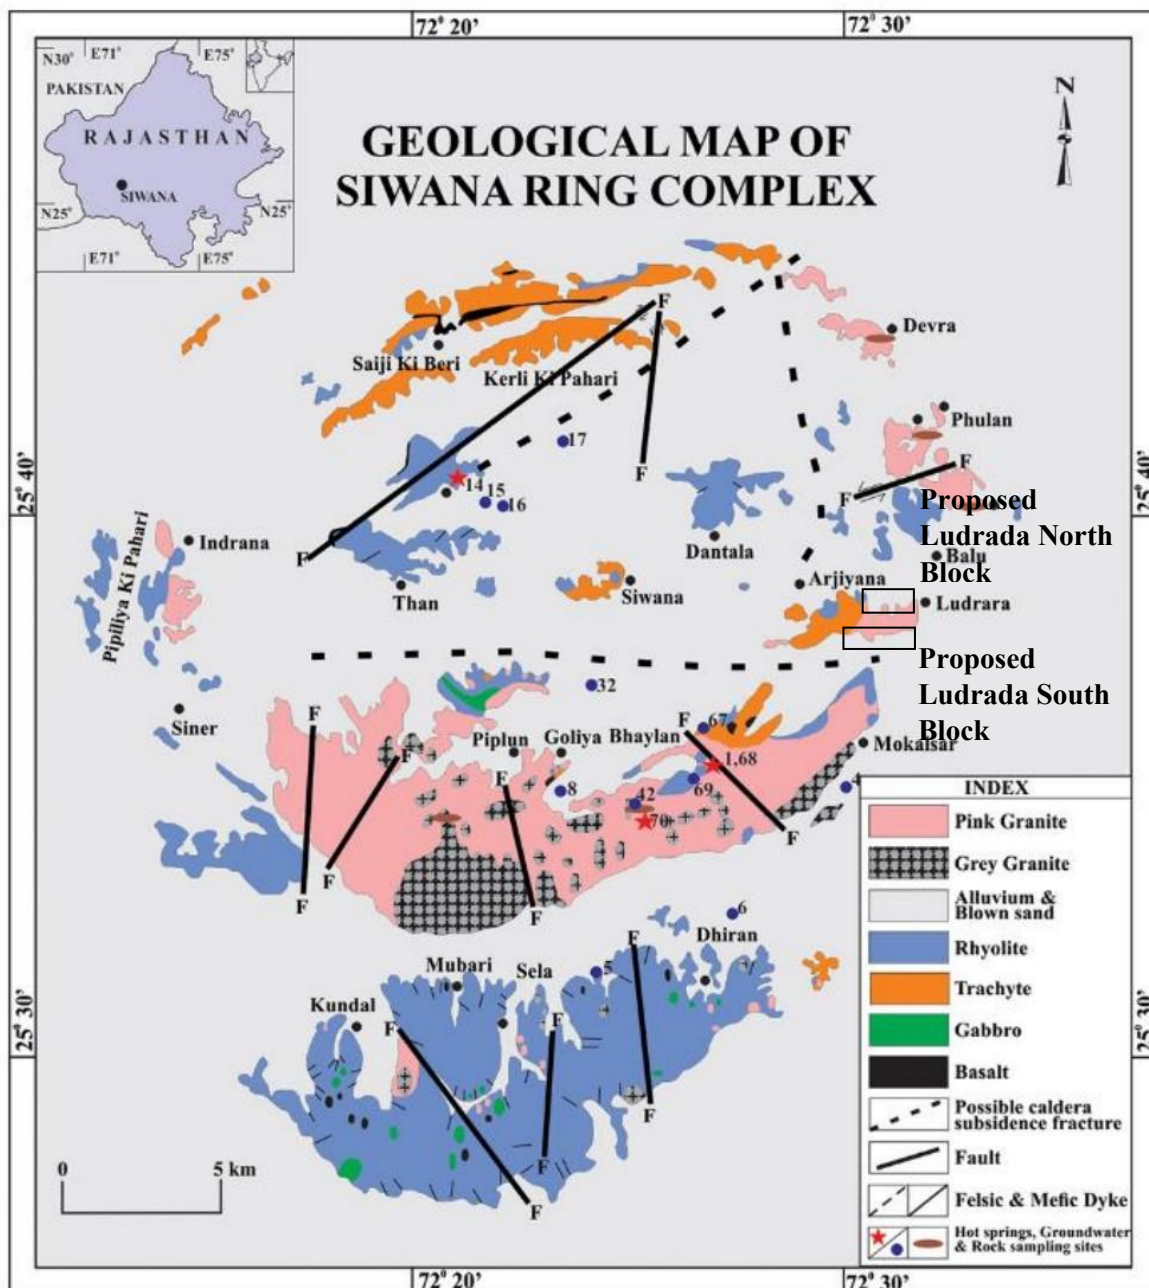 72° 20'
72° 30'
N30°
E71°
E75°
PAKISTAN
RAJASTHAN
SIWANA
N25°
N25°
E71°
E75°
N
GEOLOGICAL MAP OF
SIWANA RING COMPLEX
Devra
Saiji Ki Beri
Kerli Ki Pahari
F
F
F
Phulan
F
F
17
14
15
16
25° 40'
25° 40'
Proposed
Ludrada North
Block
Indrana
Pipiliya Ki Pahari
Than
Dantala
Siwana
Balu
Arjiyana
Ludrara
Proposed
Ludrada South
Block
Siner
32
F
F
F
F
Piplun
Goliya
Bhaylan
F
67
1.68
Mokalsar
F
8
42
69
70
4
F
F
F
F
6
Dhiran
F
Mubari
Sela
5
Kundal
F
F
F
F
F
25° 30'
25° 30'
0
5 km
INDEX
Pink Granite
Grey Granite
Alluvium &
Blown sand
Rhyolite
Trachyte
Gabbro
Basalt
Possible caldera
subsidence fracture
Fault
Felsic & Mefic Dyke
Hot springs, Groundwater
& Rock sampling sites
72° 20'
72° 30'